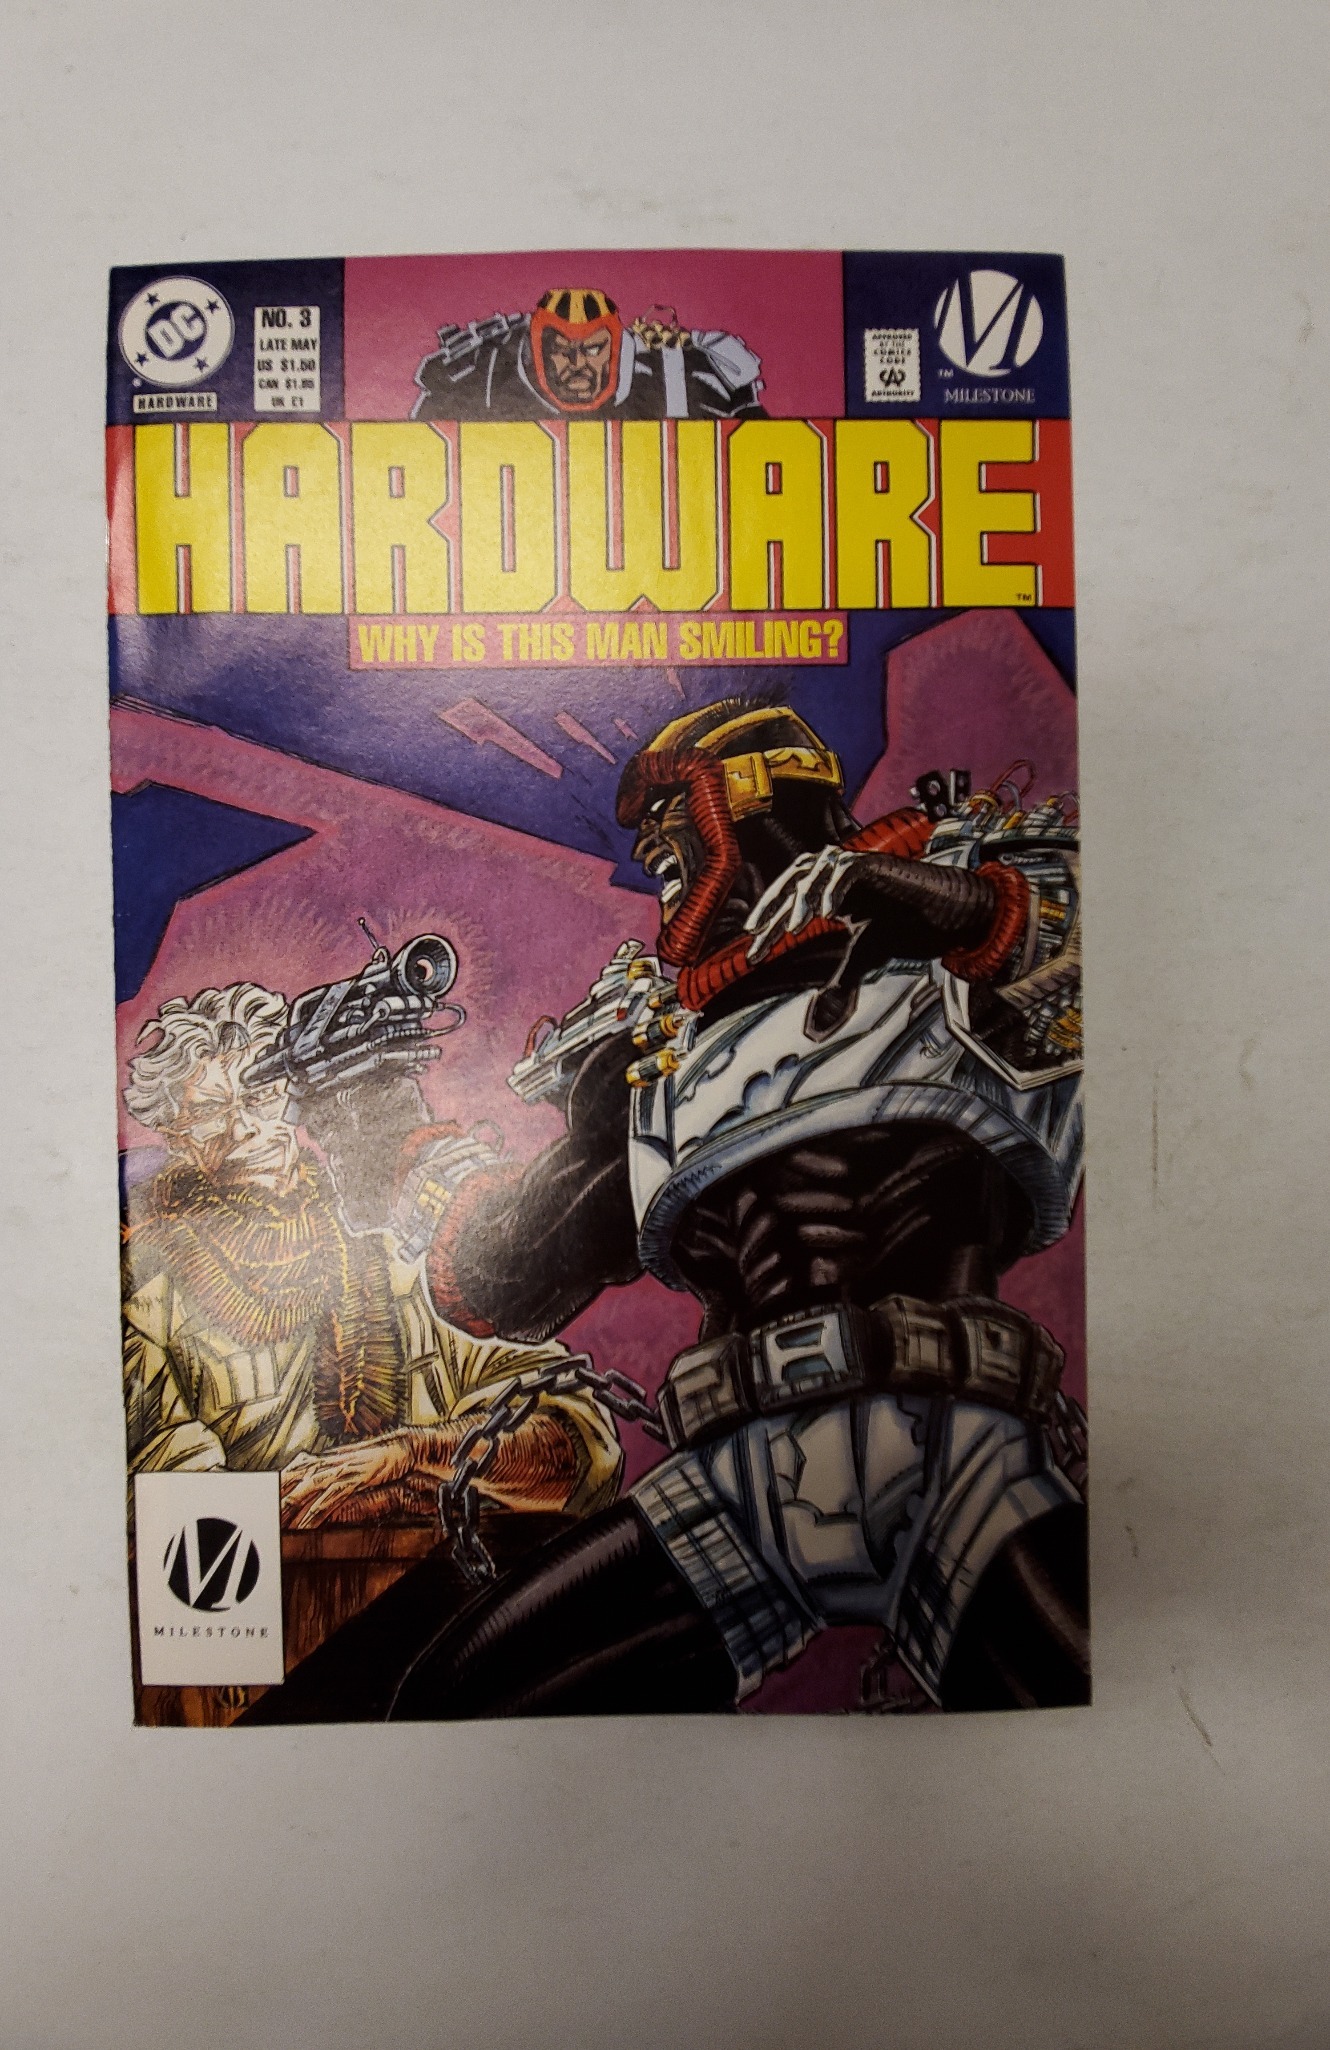 DC
HARDWARE
NO. 3
LATE MAY
US $1.50
CAN $1.85
UK £1
APPROVED
BY THE
COMICS
CODE
CA
AUTHORITY
TM
MILESTONE
HARDWARE
TM
WHY IS THIS MAN SMILING?
M
MILESTONE